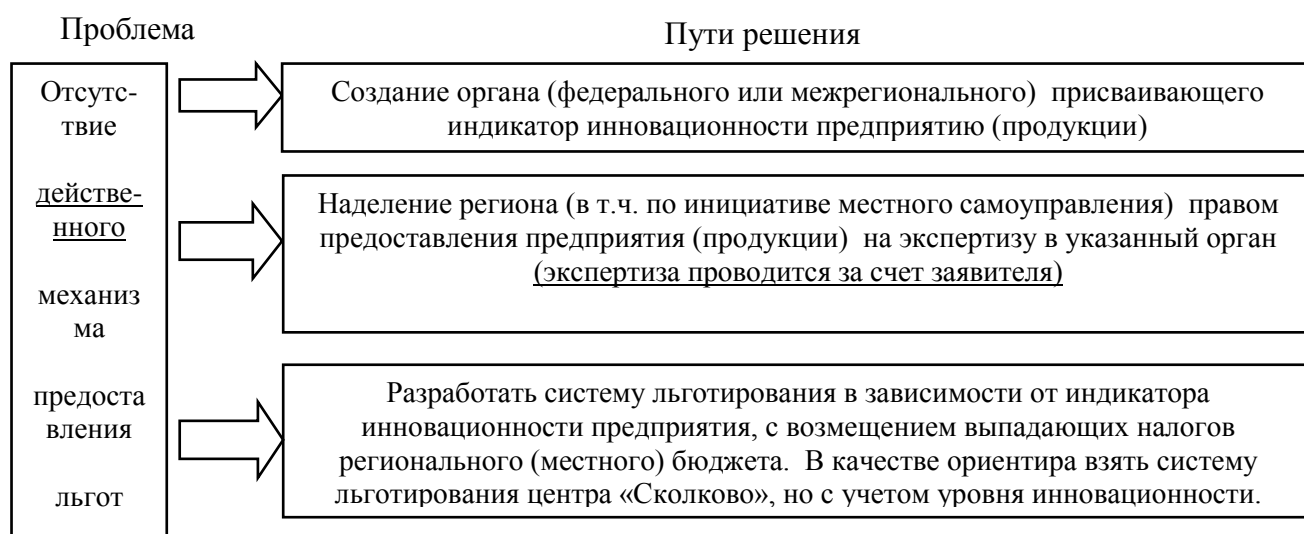 Проблема
Пути решения
Отсутс-
твие
действе-
нного
механиз
ма
предоста
вления
льгот
Создание органа (федерального или межрегионального) присваивающего
индикатор инновационности предприятию (продукции)
Наделение региона (в т.ч. по инициативе местного самоуправления) правом
предоставления предприятия (продукции) на экспертизу в указанный орган
(экспертиза проводится за счет заявителя)
Разработать систему льготирования в зависимости от индикатора
инновационности предприятия, с возмещением выпадающих налогов
регионального (местного) бюджета. В качестве ориентира взять систему
льготирования центра «Сколково», но с учетом уровня инновационности.